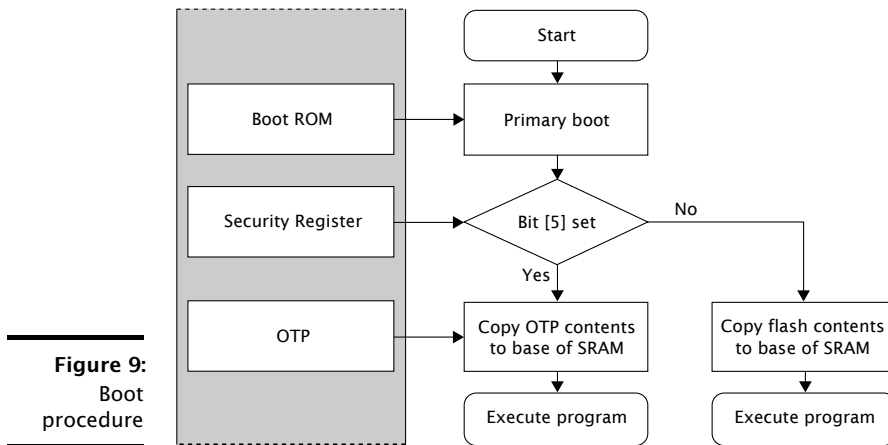 Start
Boot ROM
Primary boot
Security Register
Bit [5] set
No
Yes
OTP
Copy OTP contents
to base of SRAM
Copy flash contents
to base of SRAM
Execute program
Execute program
Figure 9:
Boot
procedure